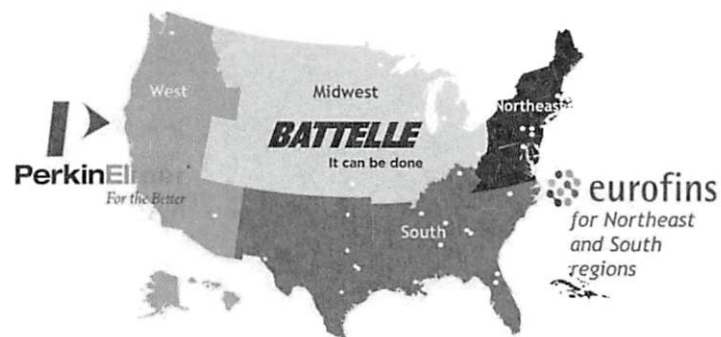 West
Midwest
Northeast
BATTELLE
It can be done
PerkinElmer
For the Better
eurofins
for Northeast
and South
regions
South